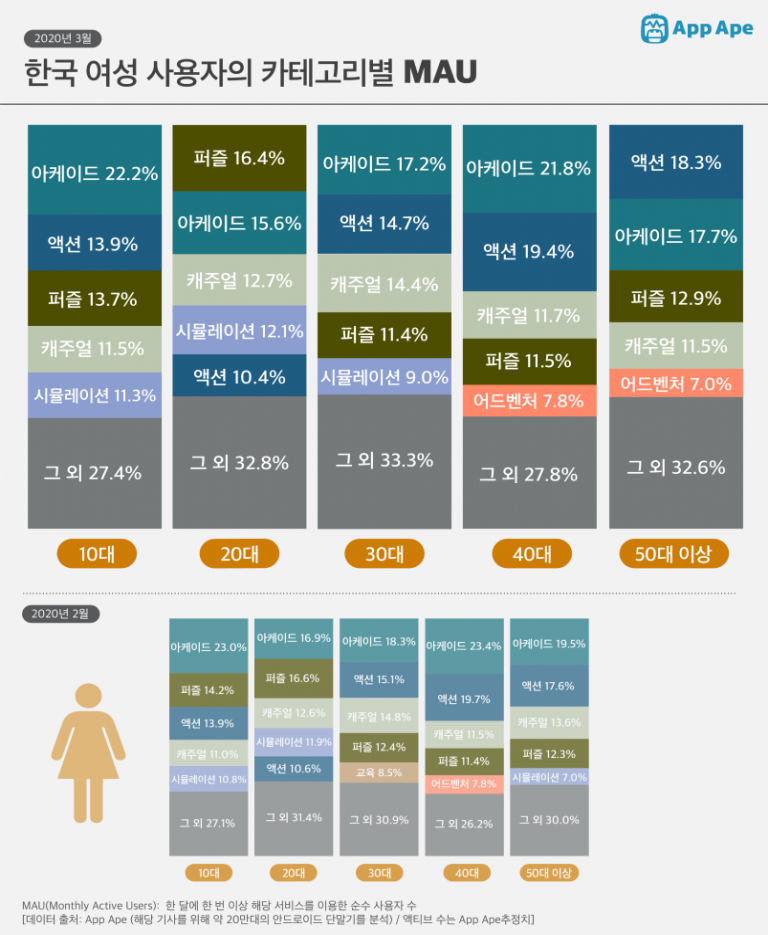 App Ape
2020년 3월
한국 여성 사용자의 카테고리별 MAU
아케이드 22.2%
액션 13.9%
퍼즐 13.7%
캐주얼 11.5%
시뮬레이션 11.3%
그 외 27.4%
10대
퍼즐 16.4%
아케이드 15.6%
캐주얼 12.7%
시뮬레이션 12.1%
액션 10.4%
그 외 32.8%
20대
아케이드 17.2%
액션 14.7%
캐주얼 14.4%
퍼즐 11.4%
시뮬레이션 9.0%
그 외 33.3%
30대
아케이드 21.8%
액션 19.4%
캐주얼 11.7%
퍼즐 11.5%
어드벤처 7.8%
그 외 27.8%
40대
액션 18.3%
아케이드 17.7%
퍼즐 12.9%
캐주얼 11.5%
어드벤처 7.0%
그 외 32.6%
50대 이상
2020년 2월
아케이드 23.0%
퍼즐 14.2%
액션 13.9%
캐주얼 11.0%
시뮬레이션 10.8%
그 외 27.1%
10대
아케이드 16.9%
퍼즐 16.6%
캐주얼 12.6%
시뮬레이션 11.9%
액션 10.6%
그 외 31.4%
20대
아케이드 18.3%
액션 15.1%
캐주얼 14.8%
퍼즐 12.4%
교육 8.5%
그 외 30.9%
30대
아케이드 23.4%
액션 19.7%
캐주얼 11.5%
퍼즐 11.4%
어드벤처 7.8%
그 외 26.2%
40대
아케이드 19.5%
액션 17.6%
캐주얼 13.6%
퍼즐 12.3%
시뮬레이션 7.0%
그 외 30.0%
50대 이상
MAU(Monthly Active Users): 한 달에 한 번 이상 해당 서비스를 이용한 순수 사용자 수
[데이터 출처: App Ape (해당 기사를 위해 약 20만대의 안드로이드 단말기를 분석) / 액티브 수는 App Ape추정치]